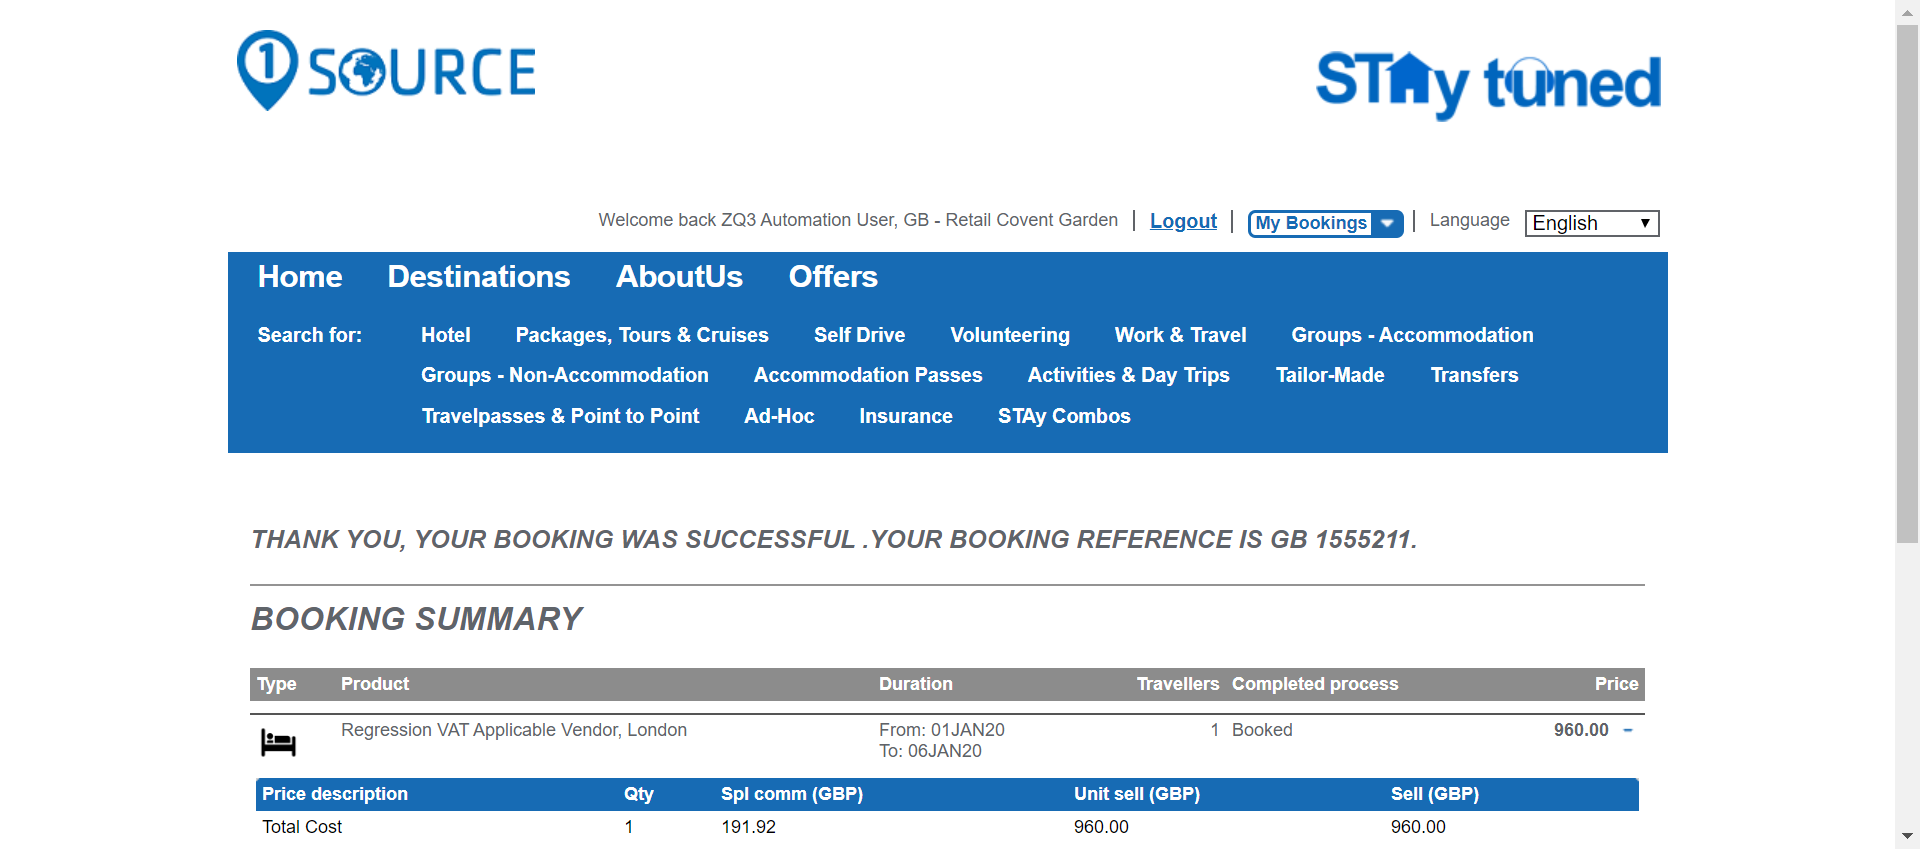 1 SOURCE
STAy tuned
Welcome back ZQ3 Automation User, GB - Retail Covent Garden | Logout | My Bookings | Language English
Home Destinations AboutUs Offers
Search for: Hotel Packages, Tours & Cruises Self Drive Volunteering Work & Travel Groups - Accommodation
Groups - Non-Accommodation Accommodation Passes Activities & Day Trips Tailor-Made Transfers
Travelpasses & Point to Point Ad-Hoc Insurance STAy Combos
THANK YOU, YOUR BOOKING WAS SUCCESSFUL .YOUR BOOKING REFERENCE IS GB 1555211.
BOOKING SUMMARY
Type Product Duration Travellers Completed process Price
Regression VAT Applicable Vendor, London From: 01JAN20 1 Booked 960.00 -
To: 06JAN20
Price description Qty Spl comm (GBP) Unit sell (GBP) Sell (GBP)
Total Cost 1 191.92 960.00 960.00